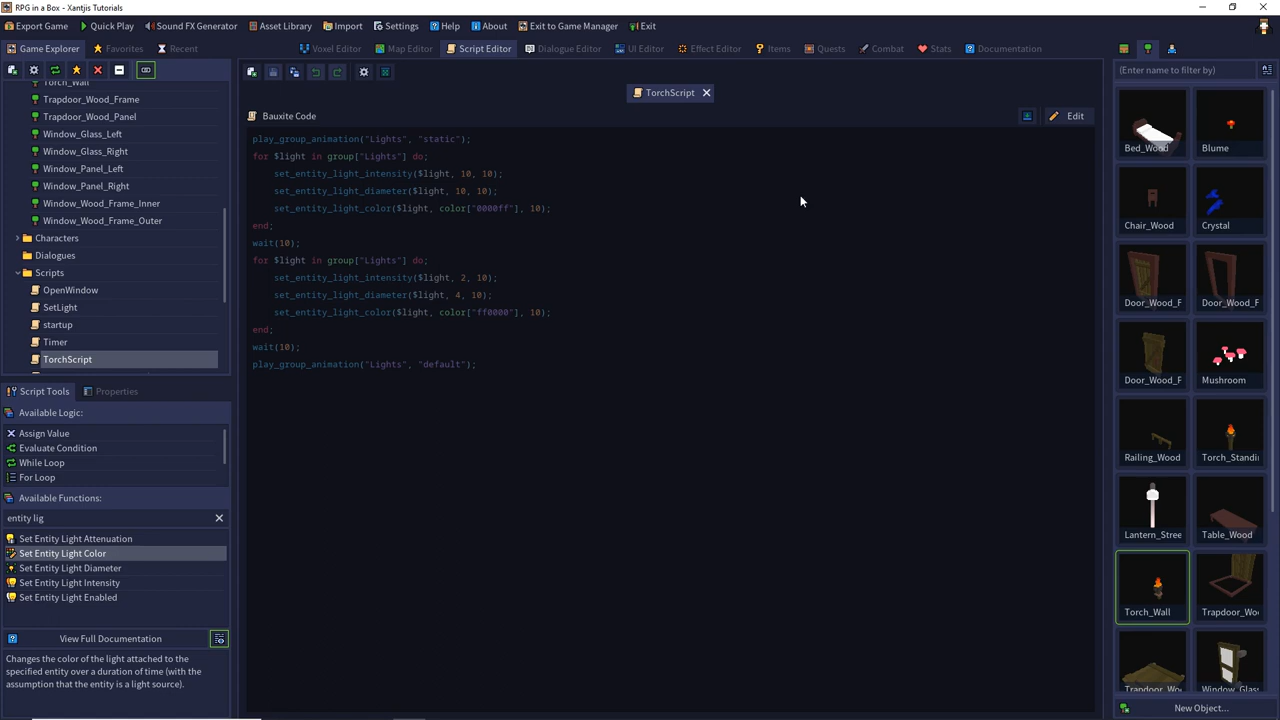 RPG in a Box - Xantjis Tutorials
Export Game Quick Play Sound FX Generator Asset Library Import Settings Help About Exit to Game Manager Exit
Game Explorer Favorites Recent Voxel Editor Map Editor Script Editor Dialogue Editor UI Editor Effect Editor Items Quests Combat Stats Documentation
(Enter name to filter by)
Torch_Wall
Trapdoor_Wood_Frame
Trapdoor_Wood_Panel
Window_Glass_Left
Window_Glass_Right
Window_Panel_Left
Window_Panel_Right
Window_Wood_Frame_Inner
Window_Wood_Frame_Outer
Characters
Dialogues
Scripts
OpenWindow
SetLight
startup
Timer
TorchScript
Script Tools Properties
Available Logic:
Assign Value
Evaluate Condition
While Loop
For Loop
Available Functions:
entity lig
Set Entity Light Attenuation
Set Entity Light Color
Set Entity Light Diameter
Set Entity Light Intensity
Set Entity Light Enabled
View Full Documentation
Changes the color of the light attached to the
specified entity over a duration of time (with the
assumption that the entity is a light source).
TorchScript
Bauxite Code
Edit
play_group_animation("Lights", "static");
for $light in group["Lights"] do;
set_entity_light_intensity($light, 10, 10);
set_entity_light_diameter($light, 10, 10);
set_entity_light_color($light, color["0000ff"], 10);
end;
wait(10);
for $light in group["Lights"] do;
set_entity_light_intensity($light, 2, 10);
set_entity_light_diameter($light, 4, 10);
set_entity_light_color($light, color["ff0000"], 10);
end;
wait(10);
play_group_animation("Lights", "default");
Bed_Wood Blume
Chair_Wood Crystal
Door_Wood_F Door_Wood_F
Door_Wood_F Mushroom
Railing_Wood Torch_Standi
Lantern_Stree Table_Wood
Torch_Wall Trapdoor_Woo
Trapdoor_Woo Window_Glas
New Object...